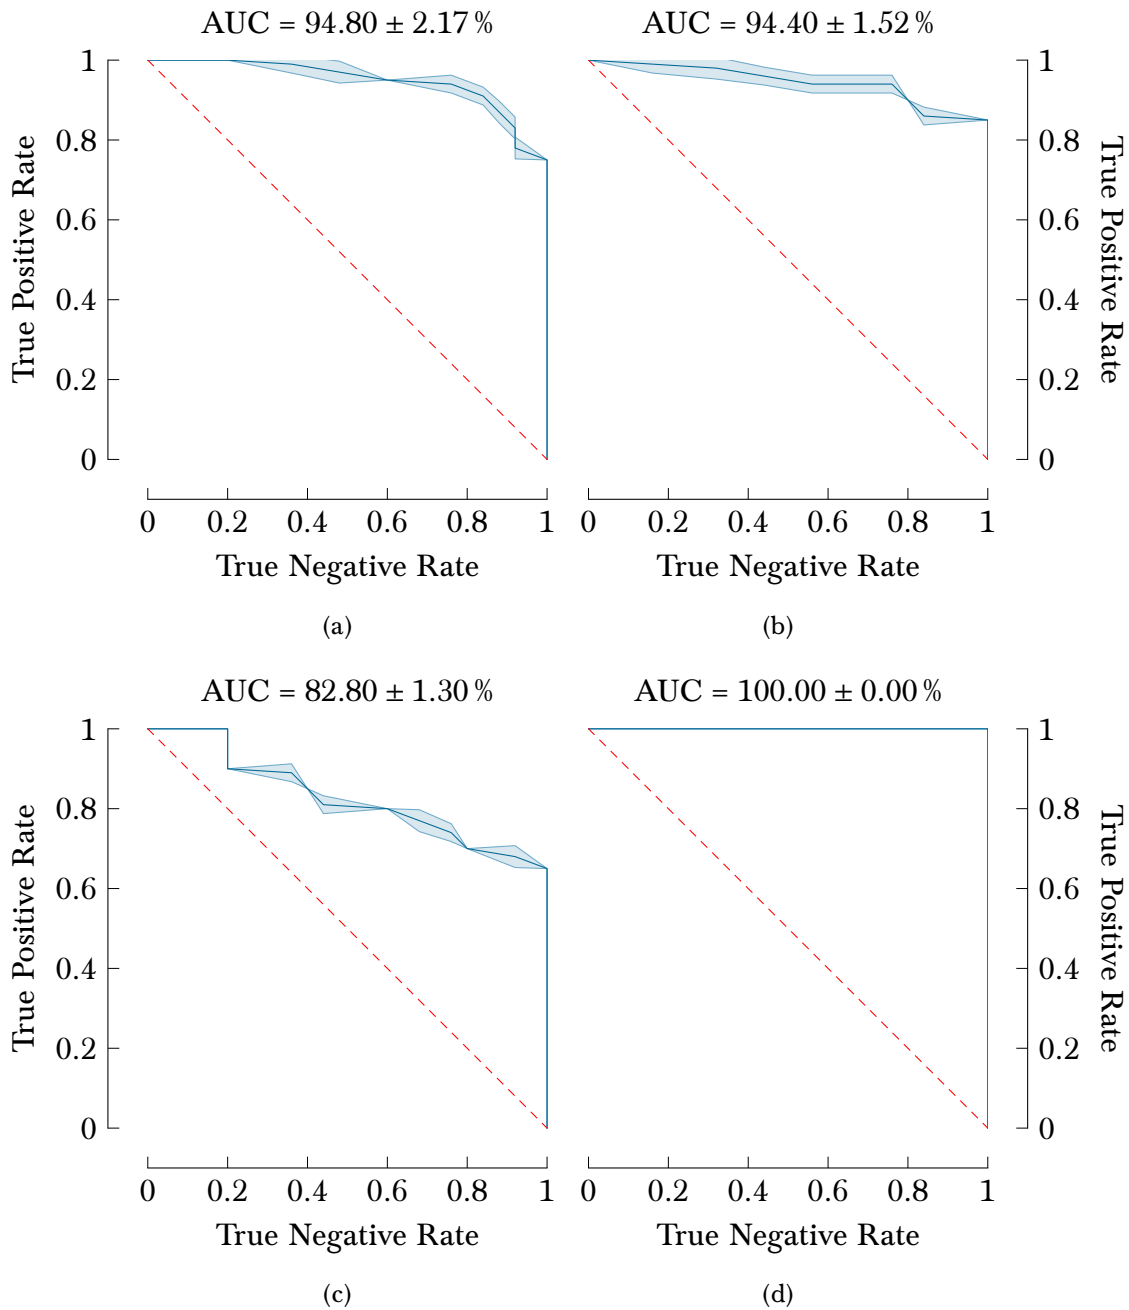 AUC = 94.80 ± 2.17 %
1
0.8
0.6
0.4
0.2
0
True Positive Rate
0 0.2 0.4 0.6 0.8 1
True Negative Rate
(a)
AUC = 94.40 ± 1.52 %
1
0.8
0.6
0.4
0.2
0
True Positive Rate
0 0.2 0.4 0.6 0.8 1
True Negative Rate
(b)
AUC = 82.80 ± 1.30 %
1
0.8
0.6
0.4
0.2
0
True Positive Rate
0 0.2 0.4 0.6 0.8 1
True Negative Rate
(c)
AUC = 100.00 ± 0.00 %
1
0.8
0.6
0.4
0.2
0
True Positive Rate
0 0.2 0.4 0.6 0.8 1
True Negative Rate
(d)